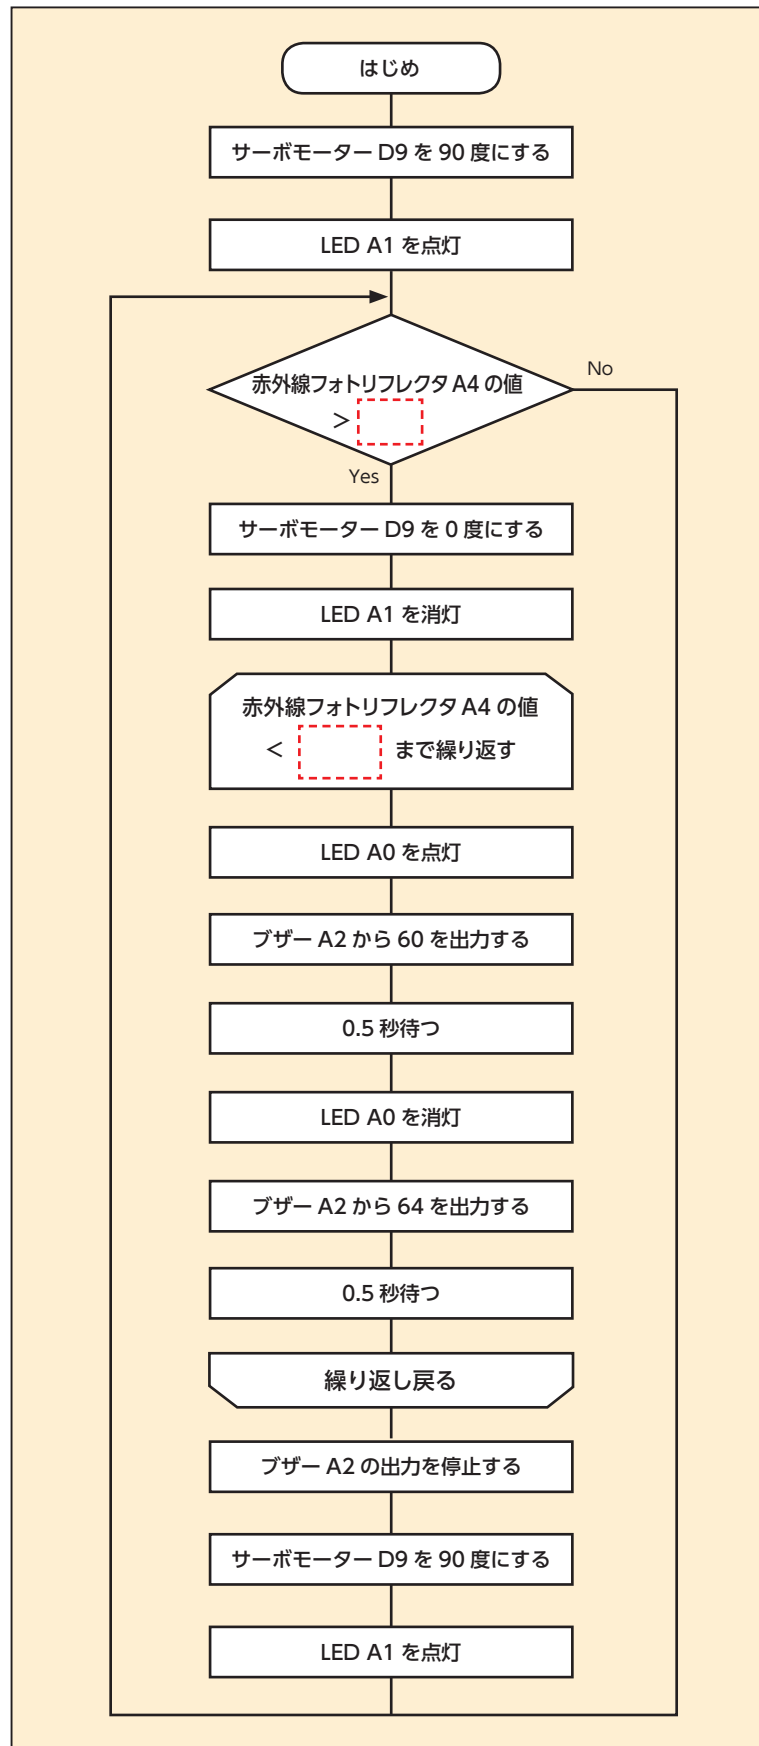 はじめ
サーボモーター D9 を 90 度にする
LED A1 を点灯
赤外線フォトリフレクタ A4 の値
＞
No
Yes
サーボモーター D9 を 0 度にする
LED A1 を消灯
赤外線フォトリフレクタ A4 の値
＜ まで繰り返す
LED A0 を点灯
ブザー A2 から 60 を出力する
0.5 秒待つ
LED A0 を消灯
ブザー A2 から 64 を出力する
0.5 秒待つ
繰り返し戻る
ブザー A2 の出力を停止する
サーボモーター D9 を 90 度にする
LED A1 を点灯